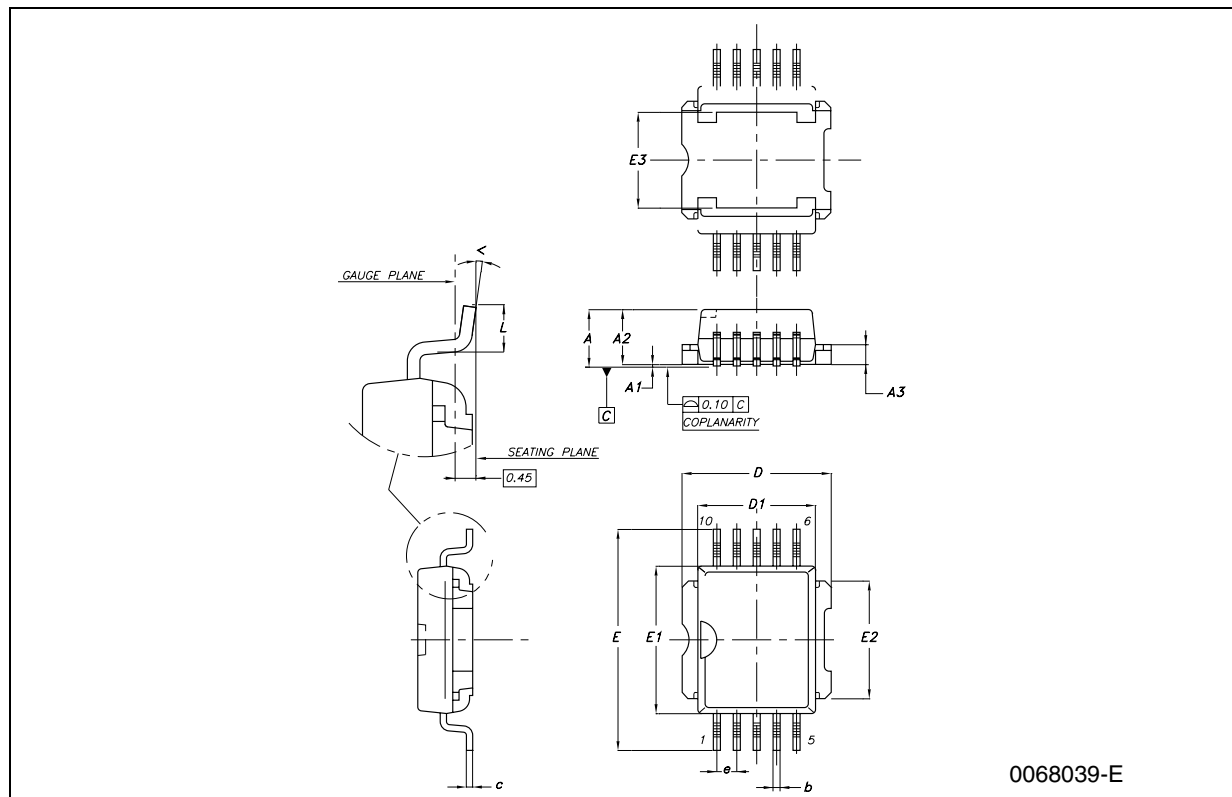 E3
<
GAUGE PLANE
L
A
A2
A1
A3
C
0.10 C
COPLANARITY
SEATING PLANE
0.45
D
D1
10
6
E
E1
E2
1
5
e
b
c
0068039-E